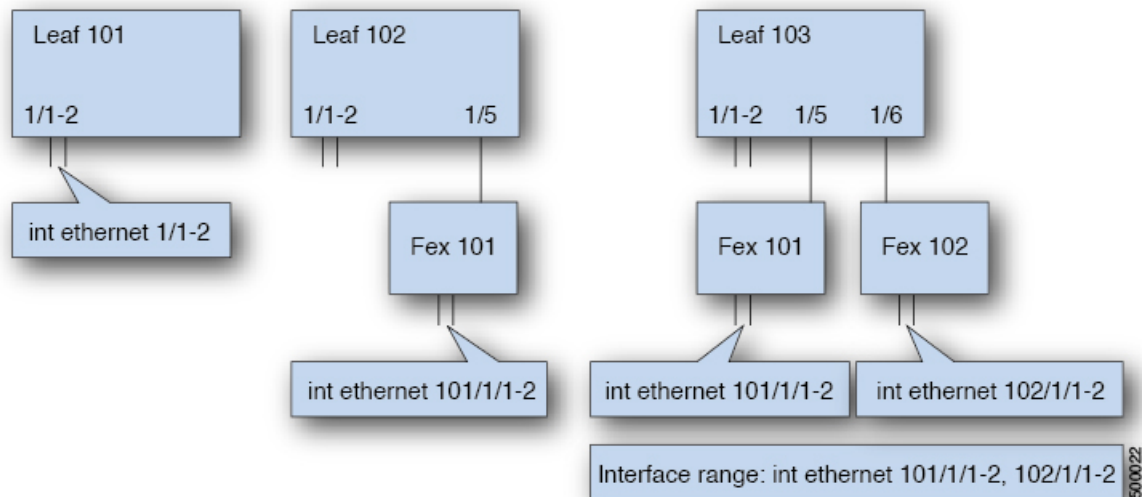 Leaf 101
1/1-2
int ethernet 1/1-2
Leaf 102
1/1-2 1/5
Fex 101
int ethernet 101/1/1-2
Leaf 103
1/1-2 1/5 1/6
Fex 101
Fex 102
int ethernet 101/1/1-2
int ethernet 102/1/1-2
Interface range: int ethernet 101/1/1-2, 102/1/1-2